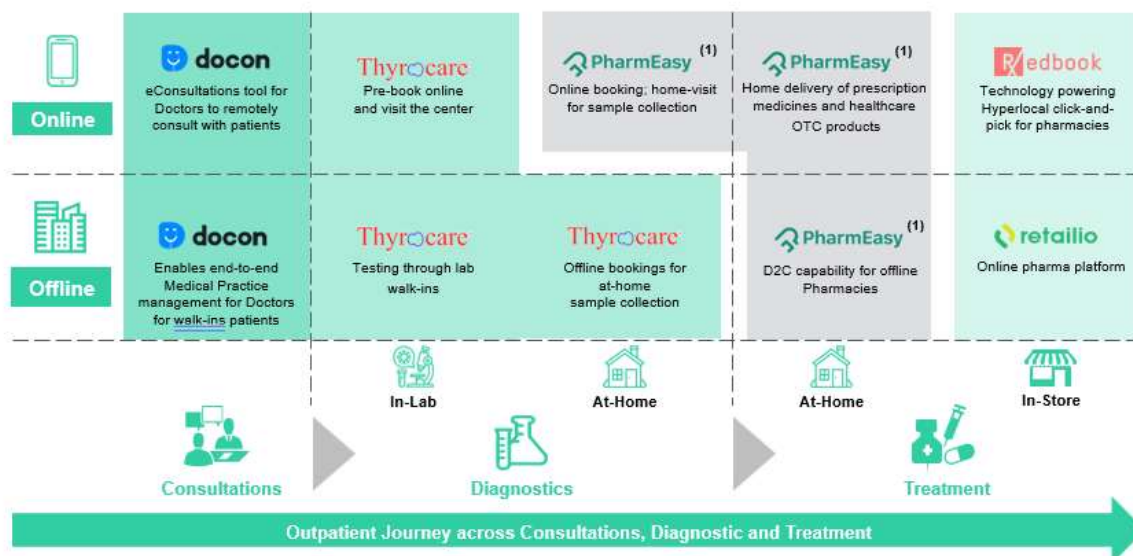 Online
docon
eConsultations tool for
Doctors to remotely
consult with patients
Thyrocare
Pre-book online
and visit the center
PharmEasy (1)
Online booking; home-visit
for sample collection
PharmEasy (1)
Home delivery of prescription
medicines and healthcare
OTC products
Redbook
Technology powering
Hyperlocal click-and-
pick for pharmacies
Offline
docon
Enables end-to-end
Medical Practice
management for Doctors
for walk-ins patients
Thyrocare
Testing through lab
walk-ins
Thyrocare
Offline bookings for
at-home
sample collection
PharmEasy (1)
D2C capability for offline
Pharmacies
retailio
Online pharma platform
In-Lab
At-Home
At-Home
In-Store
Consultations
Diagnostics
Treatment
Outpatient Journey across Consultations, Diagnostic and Treatment